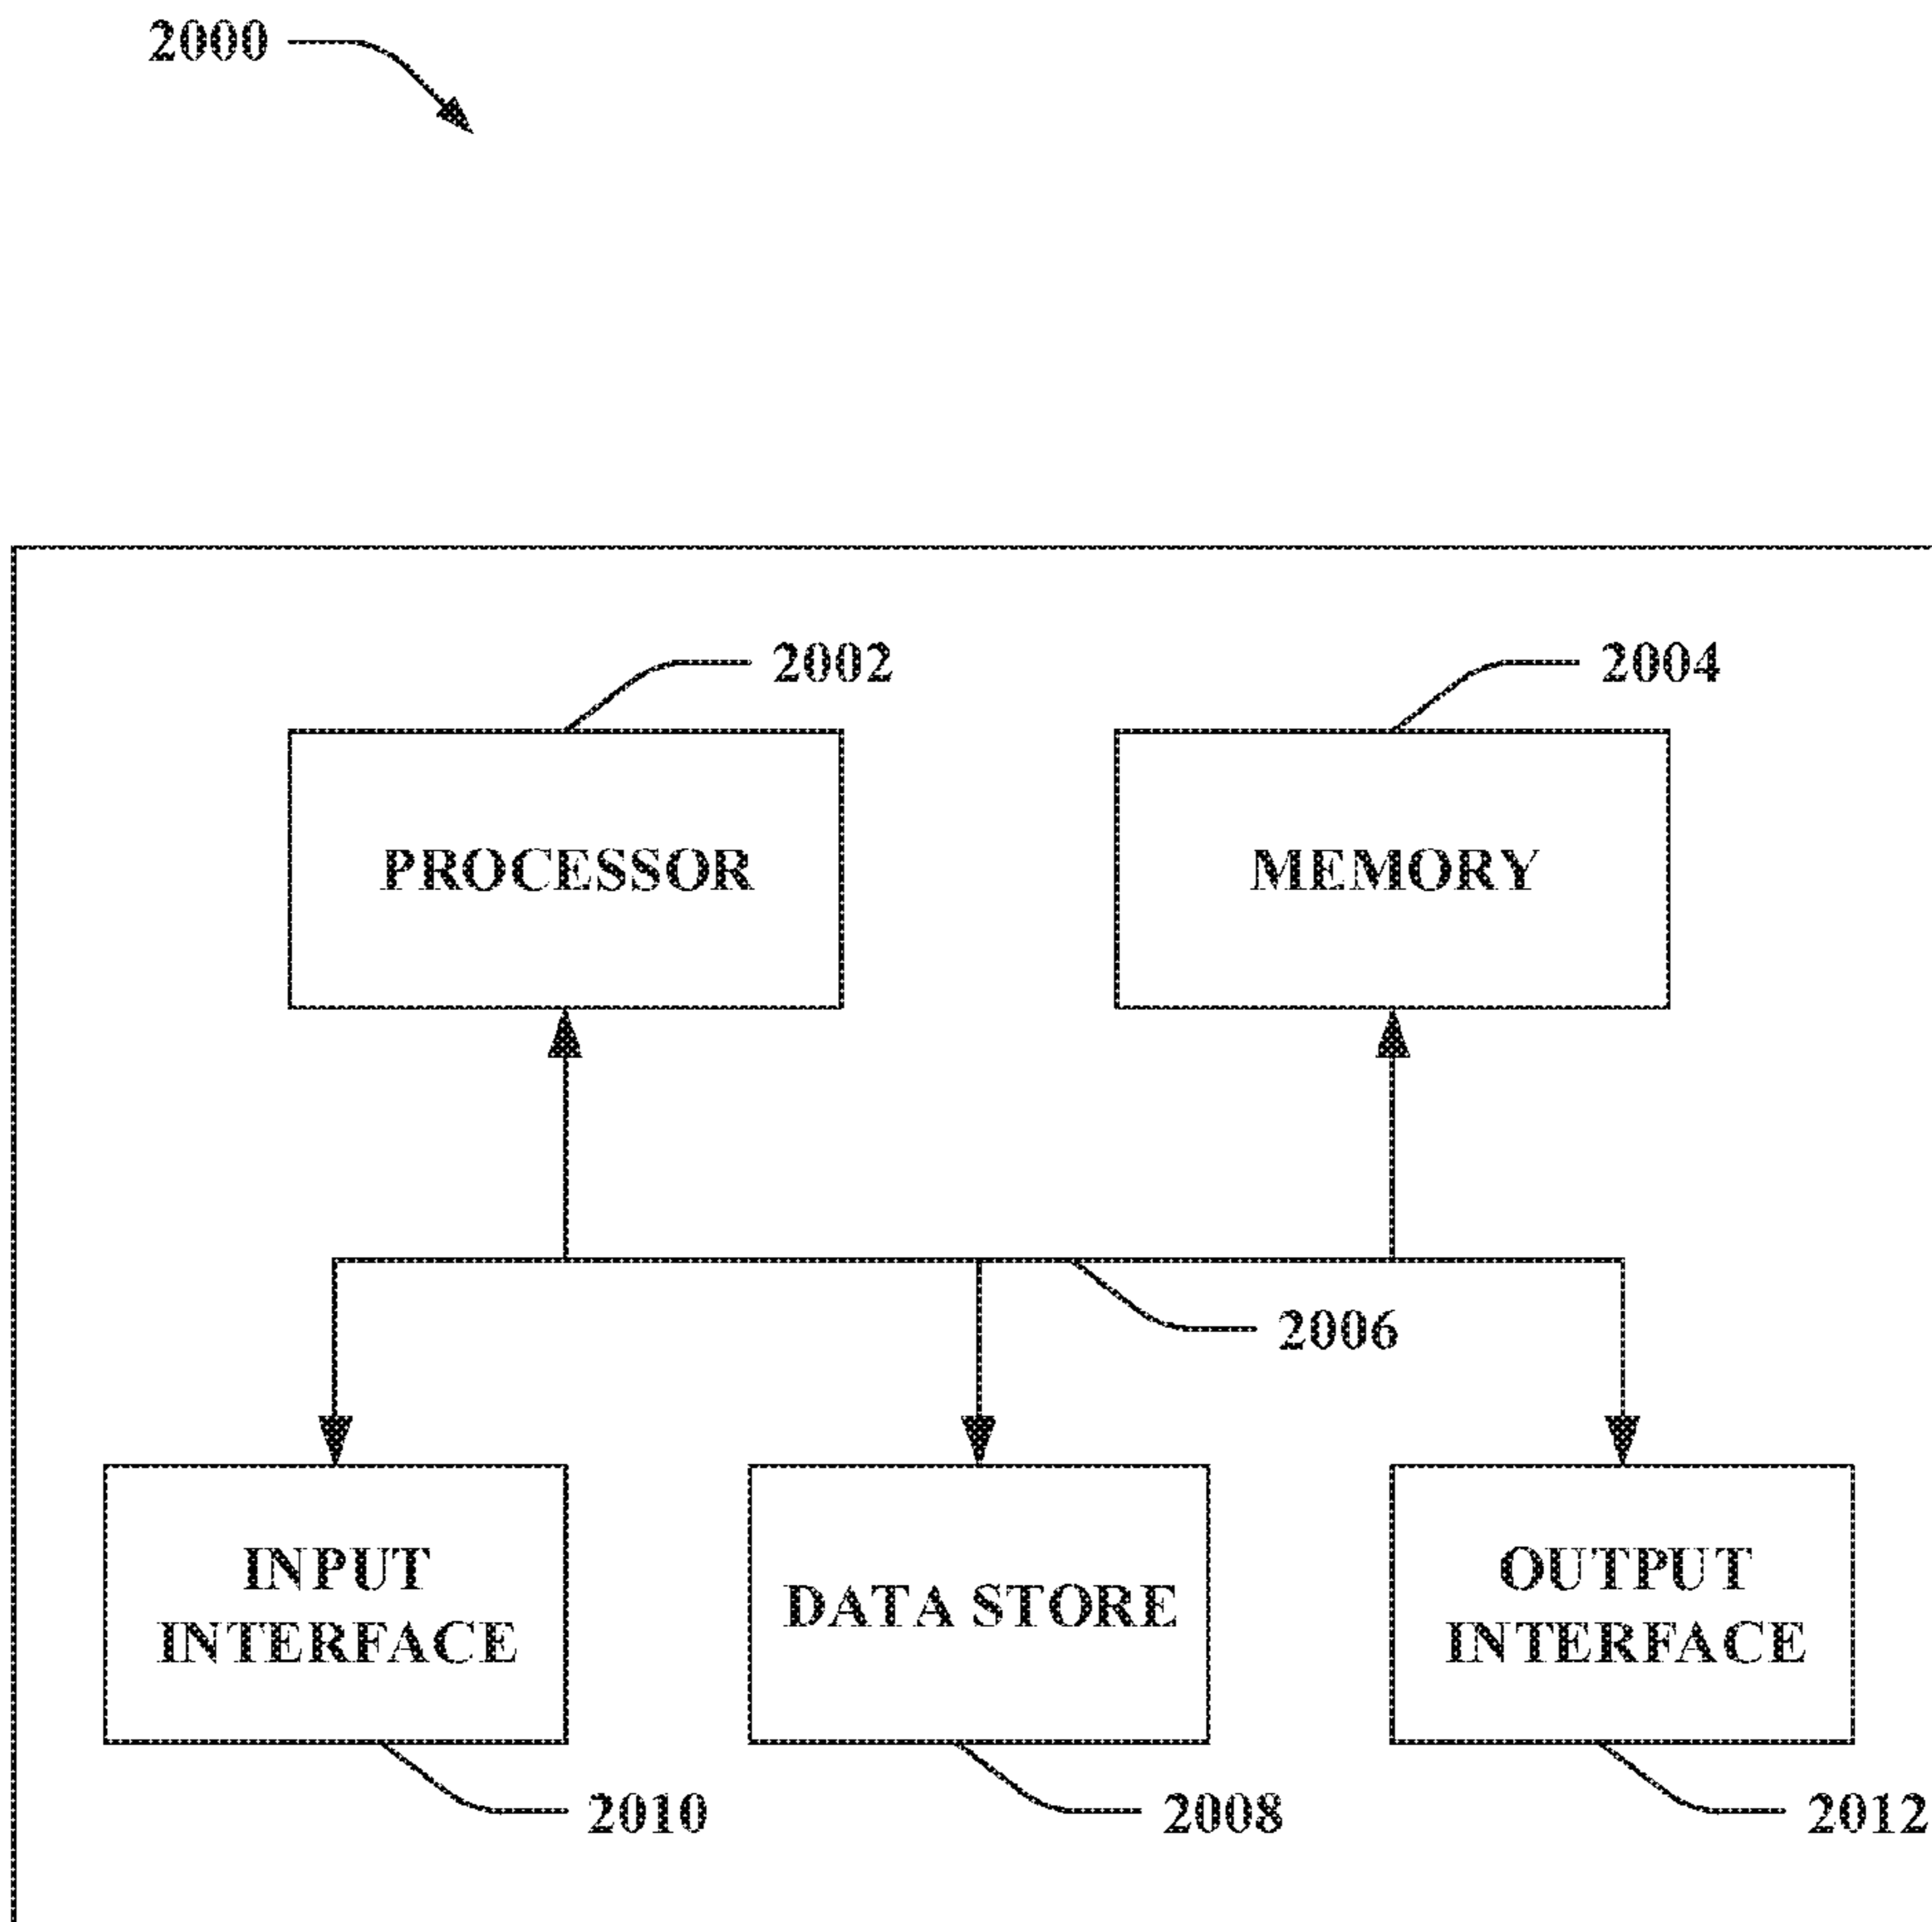 2000
2002
2004
PROCESSOR
MEMORY
2006
INPUT
INTERFACE
DATA STORE
OUTPUT
INTERFACE
2010
2008
2012